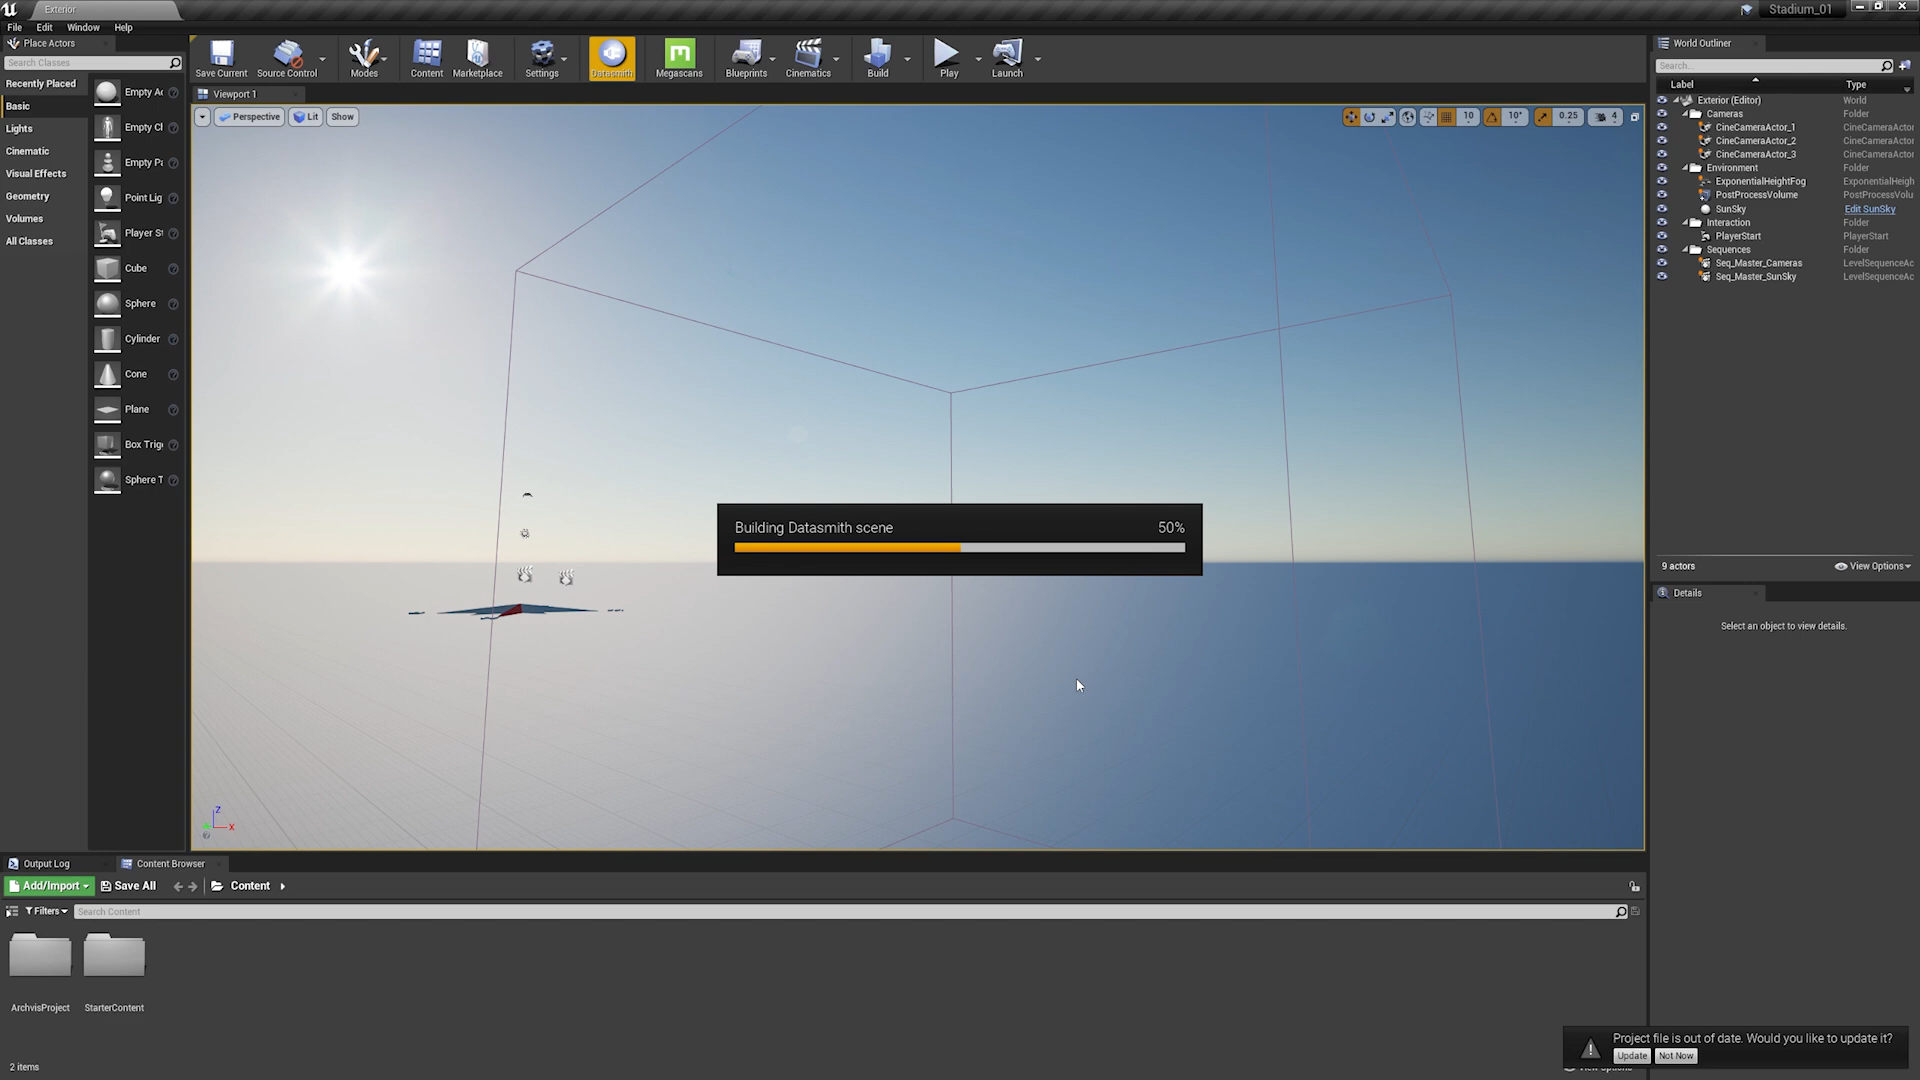 Exterior
Stadium_01
File Edit Window Help
Place Actors
Search Classes
Recently Placed
Basic
Lights
Cinematic
Visual Effects
Geometry
Volumes
All Classes
Empty Ac
Empty Cl
Empty Pa
Point Lig
Player St
Cube
Sphere
Cylinder
Cone
Plane
Box Trig
Sphere T
Save Current
Source Control
Modes
Content
Marketplace
Settings
Datasmith
Megascans
Blueprints
Cinematics
Build
Play
Launch
Viewport 1
Perspective
Lit
Show
10
10°
0.25
4
Building Datasmith scene 50%
Z
X
World Outliner
Search...
Label Type
Exterior (Editor) World
Cameras Folder
CineCameraActor_1 CineCameraActor
CineCameraActor_2 CineCameraActor
CineCameraActor_3 CineCameraActor
Environment Folder
ExponentialHeightFog ExponentialHeigh
PostProcessVolume PostProcessVolu
SunSky Edit SunSky
Interaction Folder
PlayerStart PlayerStart
Sequences Folder
Seq_Master_Cameras LevelSequenceAc
Seq_Master_SunSky LevelSequenceAc
9 actors
View Options
Details
Select an object to view details.
Output Log
Content Browser
Add/Import
Save All
Content
Filters
Search Content
ArchvisProject
StarterContent
2 items
Project file is out of date. Would you like to update it?
Update
Not Now